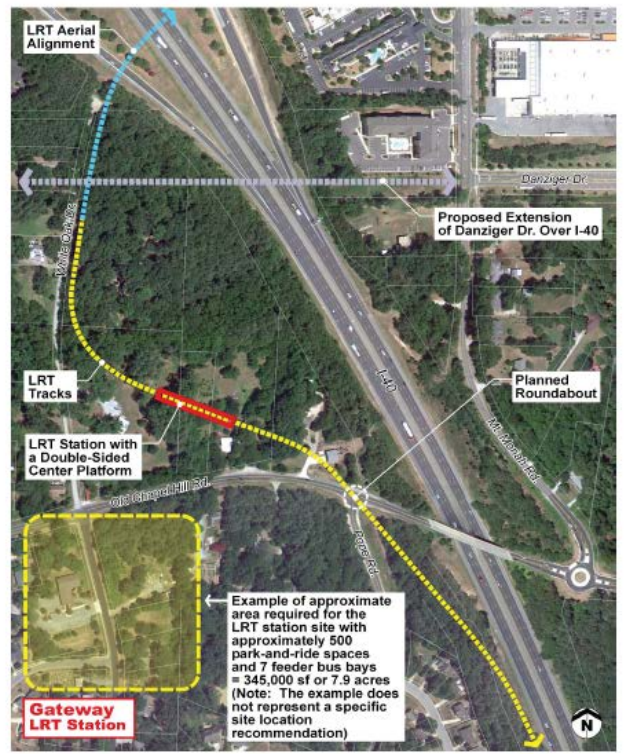 LRT Aerial
Alignment
Danziger Dr.
Proposed Extension
of Danziger Dr. Over I-40
White Oak Dr.
LRT
Tracks
I-40
Planned
Roundabout
LRT Station with
a Double-Sided
Center Platform
Mt. Moriah Rd.
Old Chapel Hill Rd.
Pope Rd.
Example of approximate
area required for the
LRT station site with
approximately 500
park-and-ride spaces
and 7 feeder bus bays
= 345,000 sf or 7.9 acres
(Note: The example does
not represent a specific
site location
recommendation)
Gateway
LRT Station
N